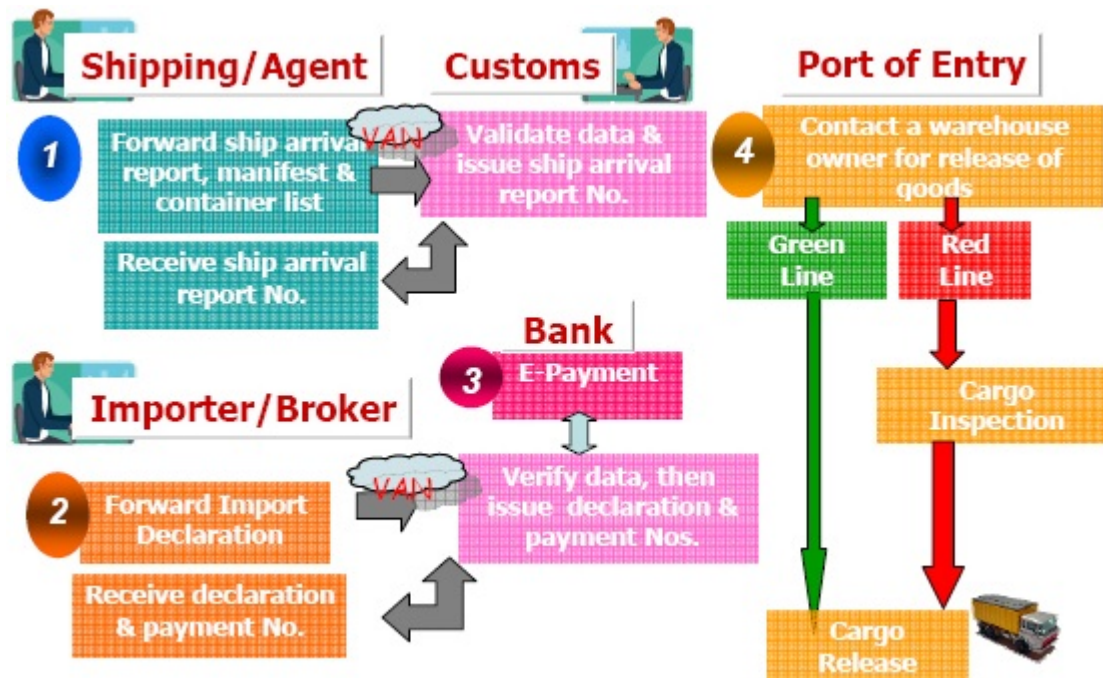 Shipping/Agent
Customs
Port of Entry
1
Forward ship arrival
report, manifest &
container list
VAN
Validate data &
issue ship arrival
report No.
Receive ship arrival
report No.
4
Contact a warehouse
owner for release of
goods
Green
Line
Red
Line
Bank
3
E-Payment
Importer/Broker
2
Forward Import
Declaration
VAN
Verify data, then
issue declaration &
payment Nos.
Receive declaration
& payment No.
Cargo
Inspection
Cargo
Release